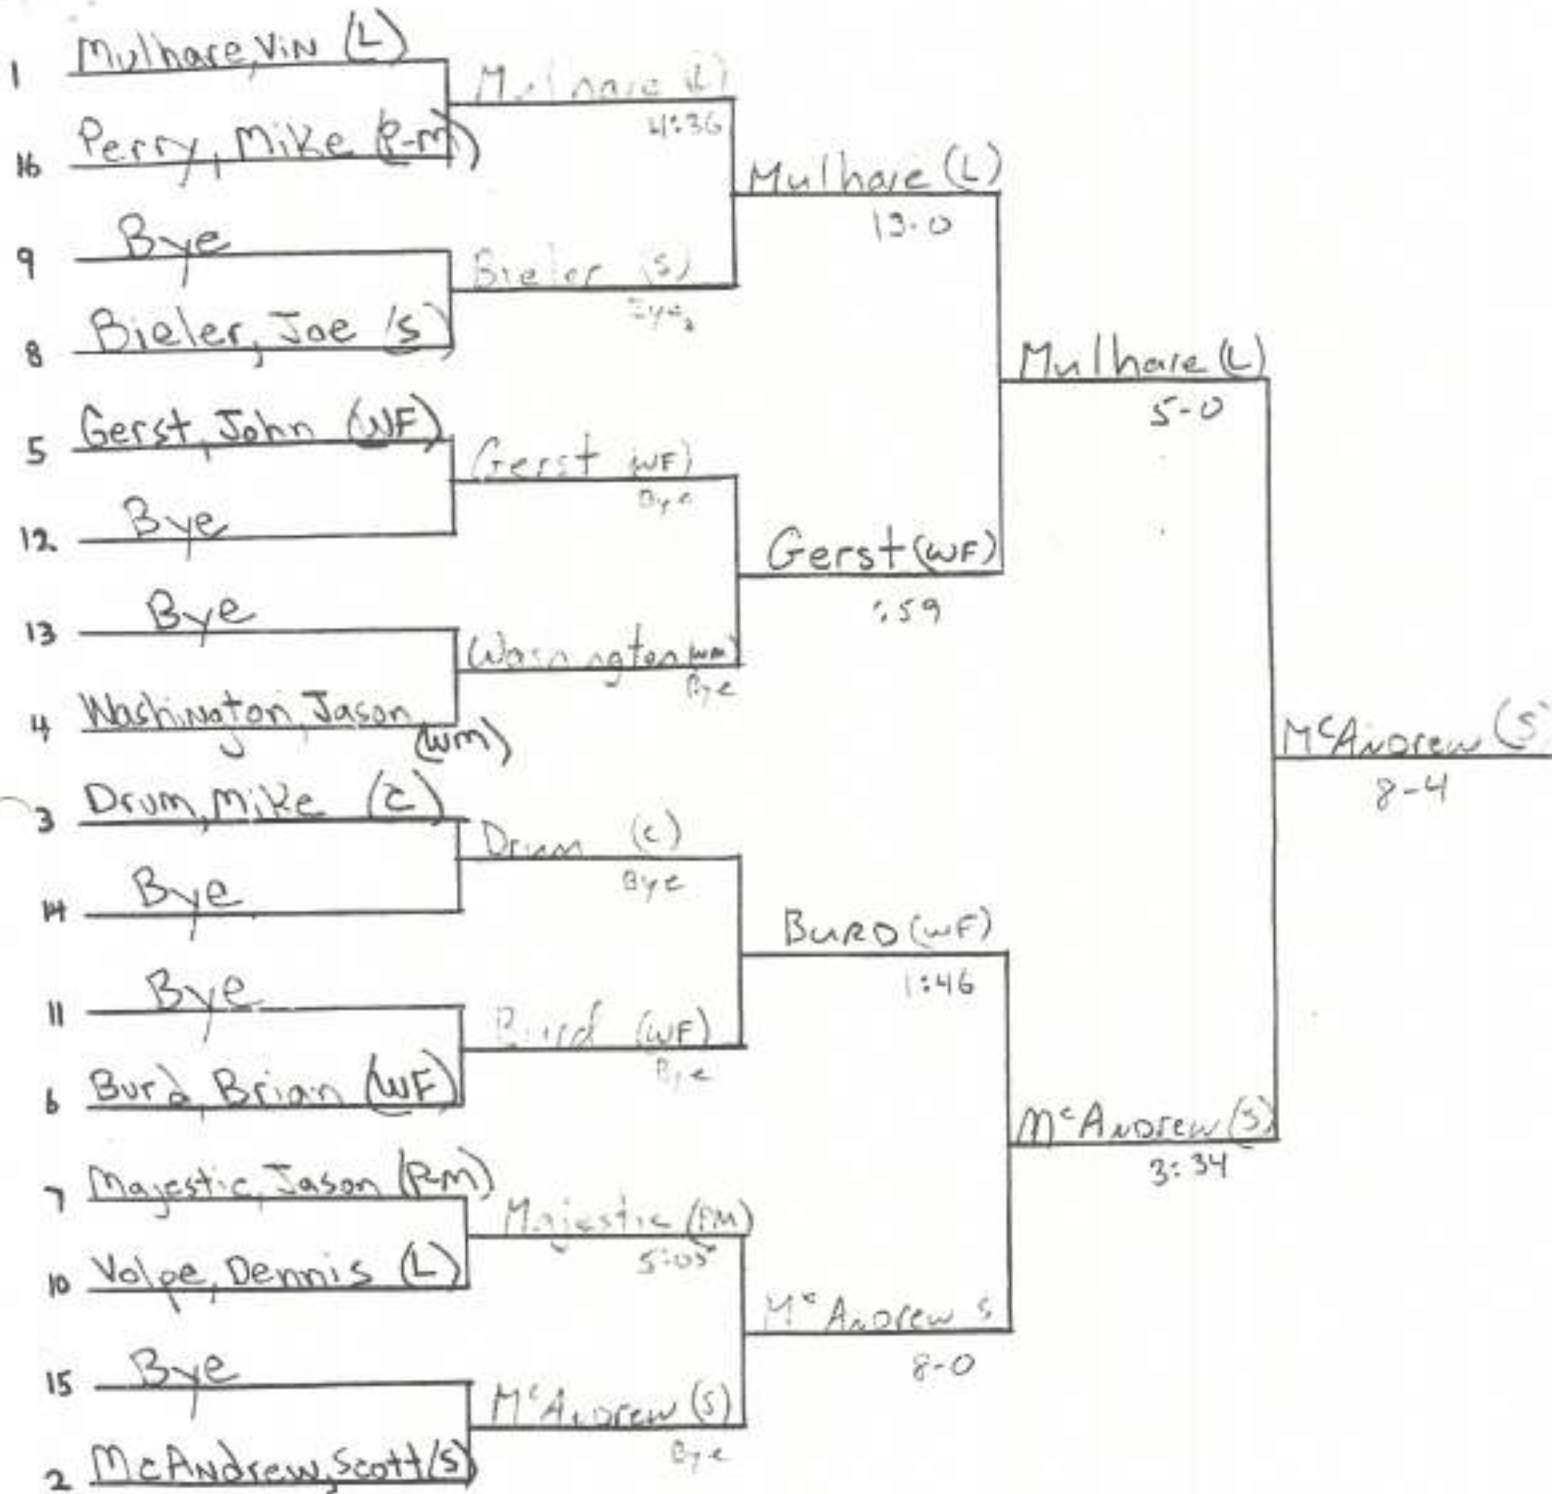 1 Mulhare, Vin (L)
16 Perry, Mike (P-M)
9 Bye
8 Bieler, Joe (S)
5 Gerst, John (WF)
12. Bye
13 Bye
4 Washington, Jason (WM)
3 Drum, Mike (C)
14 Bye
11 Bye
6 Burd, Brian (WF)
7 Majestic, Jason (P-M)
10 Volpe, Dennis (L)
15 Bye
2 McAndrew, Scott (S)
Mulhare (L)
4:36
Bieler (S)
Bye
Gerst (WF)
Bye
Washington (WM)
Bye
Drum (C)
Bye
Burd (WF)
Bye
Majestic (PM)
5:05
McAndrew (S)
Bye
Mulhare (L)
13-0
Gerst (WF)
:59
BURD (WF)
1:46
McAndrew S
8-0
Mulhare (L)
5-0
McAndrew (S)
3:34
McAndrew (S)
8-4